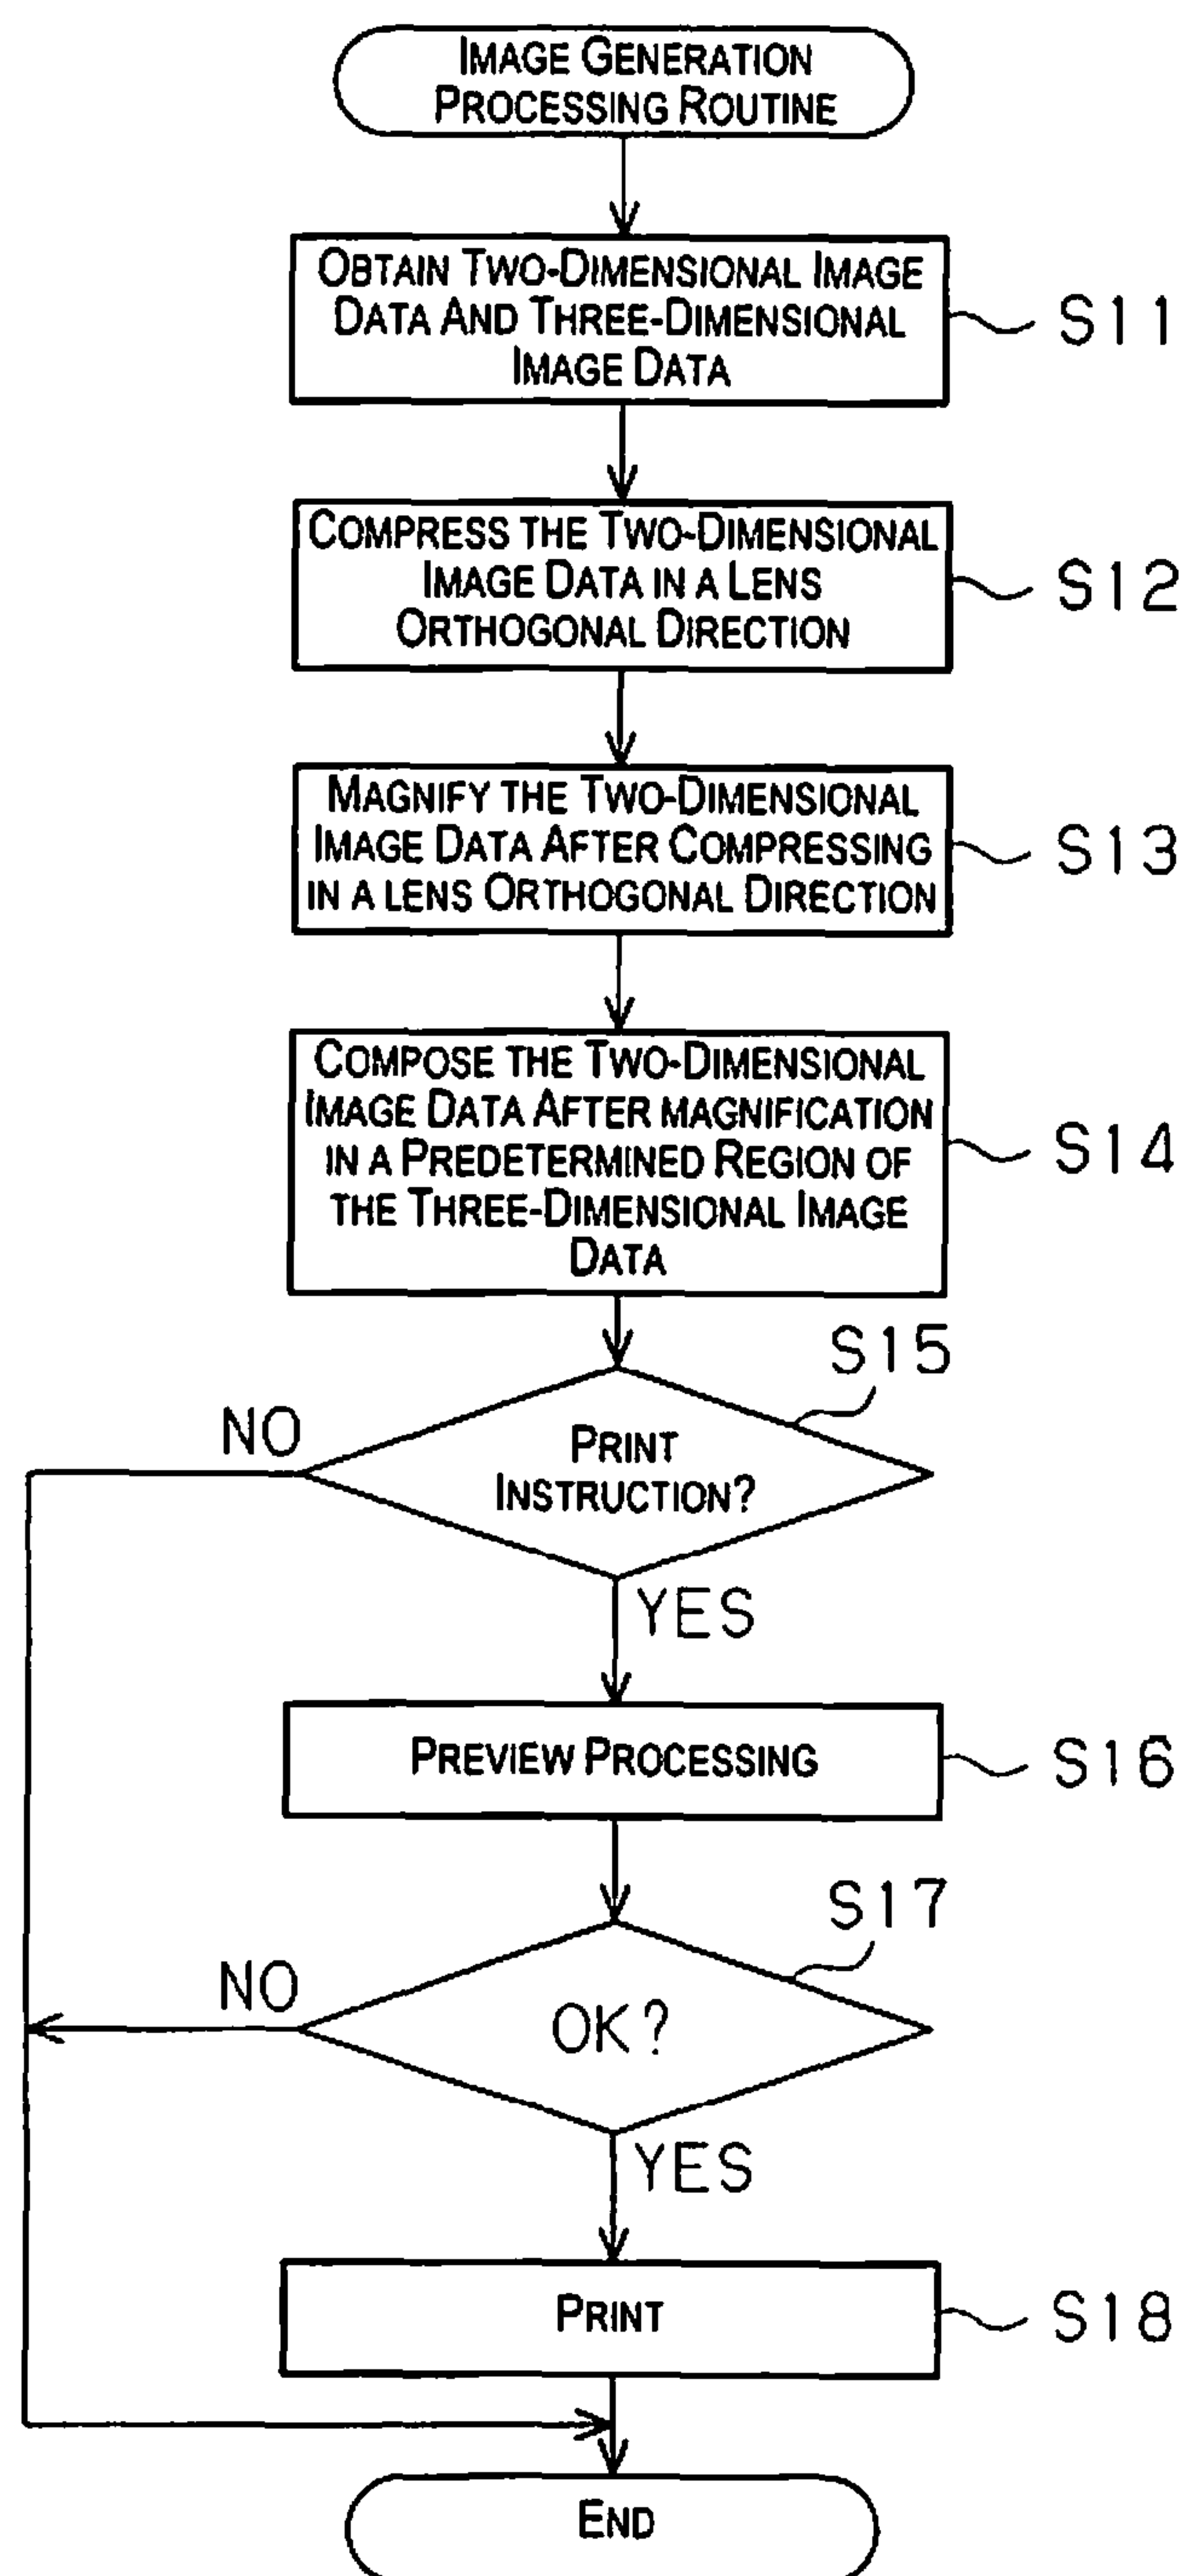 IMAGE GENERATION
PROCESSING ROUTINE
OBTAIN TWO-DIMENSIONAL IMAGE
DATA AND THREE-DIMENSIONAL
IMAGE DATA
S11
COMPRESS THE TWO-DIMENSIONAL
IMAGE DATA IN A LENS
ORTHOGONAL DIRECTION
S12
MAGNIFY THE TWO-DIMENSIONAL
IMAGE DATA AFTER COMPRESSING
IN A LENS ORTHOGONAL DIRECTION
S13
COMPOSE THE TWO-DIMENSIONAL
IMAGE DATA AFTER MAGNIFICATION
IN A PREDETERMINED REGION OF
THE THREE-DIMENSIONAL IMAGE
DATA
S14
S15
NO
PRINT
INSTRUCTION?
YES
PREVIEW PROCESSING
S16
S17
NO
OK?
YES
PRINT
S18
END